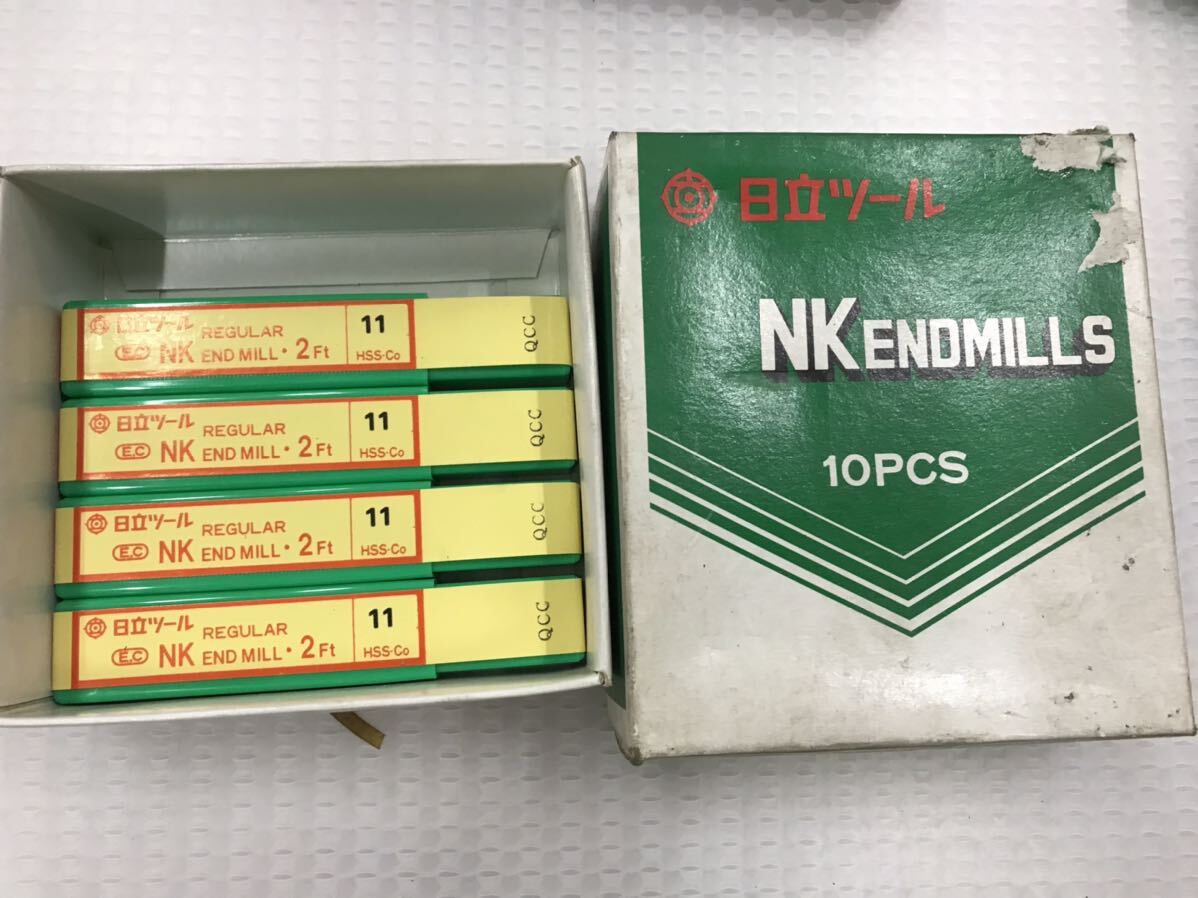 日立ツール
REGULAR
E.C NK END MILL・2Ft
11
HSS-Co
QCC
日立ツール
REGULAR
E.C NK END MILL・2Ft
11
HSS-Co
QCC
日立ツール
REGULAR
E.C NK END MILL・2Ft
11
HSS-Co
QCC
日立ツール
REGULAR
E.C NK END MILL・2Ft
11
HSS-Co
QCC
日立ツール
NK ENDMILLS
10PCS